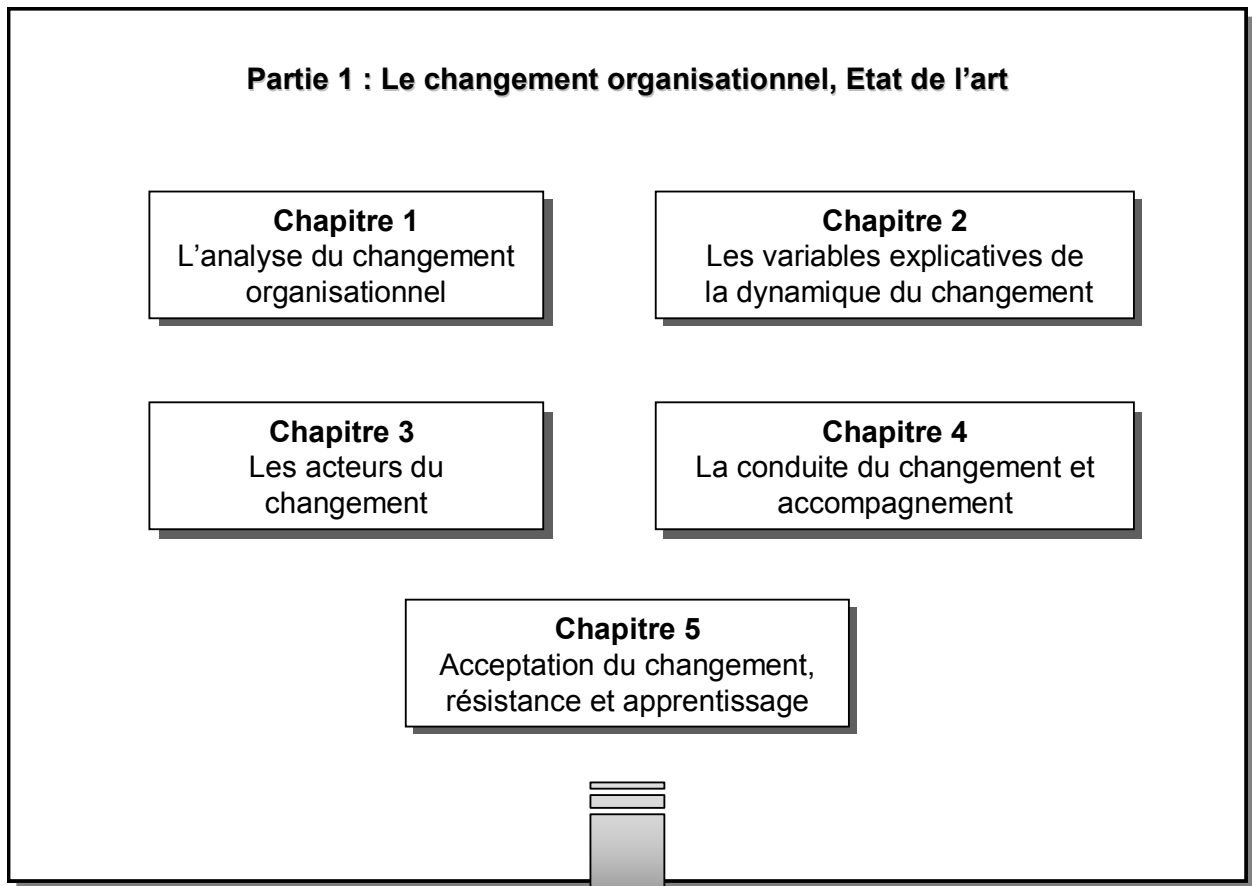 Partie 1 : Le changement organisationnel, Etat de l’art
Chapitre 1
L’analyse du changement
organisationnel
Chapitre 2
Les variables explicatives de
la dynamique du changement
Chapitre 3
Les acteurs du
changement
Chapitre 4
La conduite du changement et
accompagnement
Chapitre 5
Acceptation du changement,
résistance et apprentissage